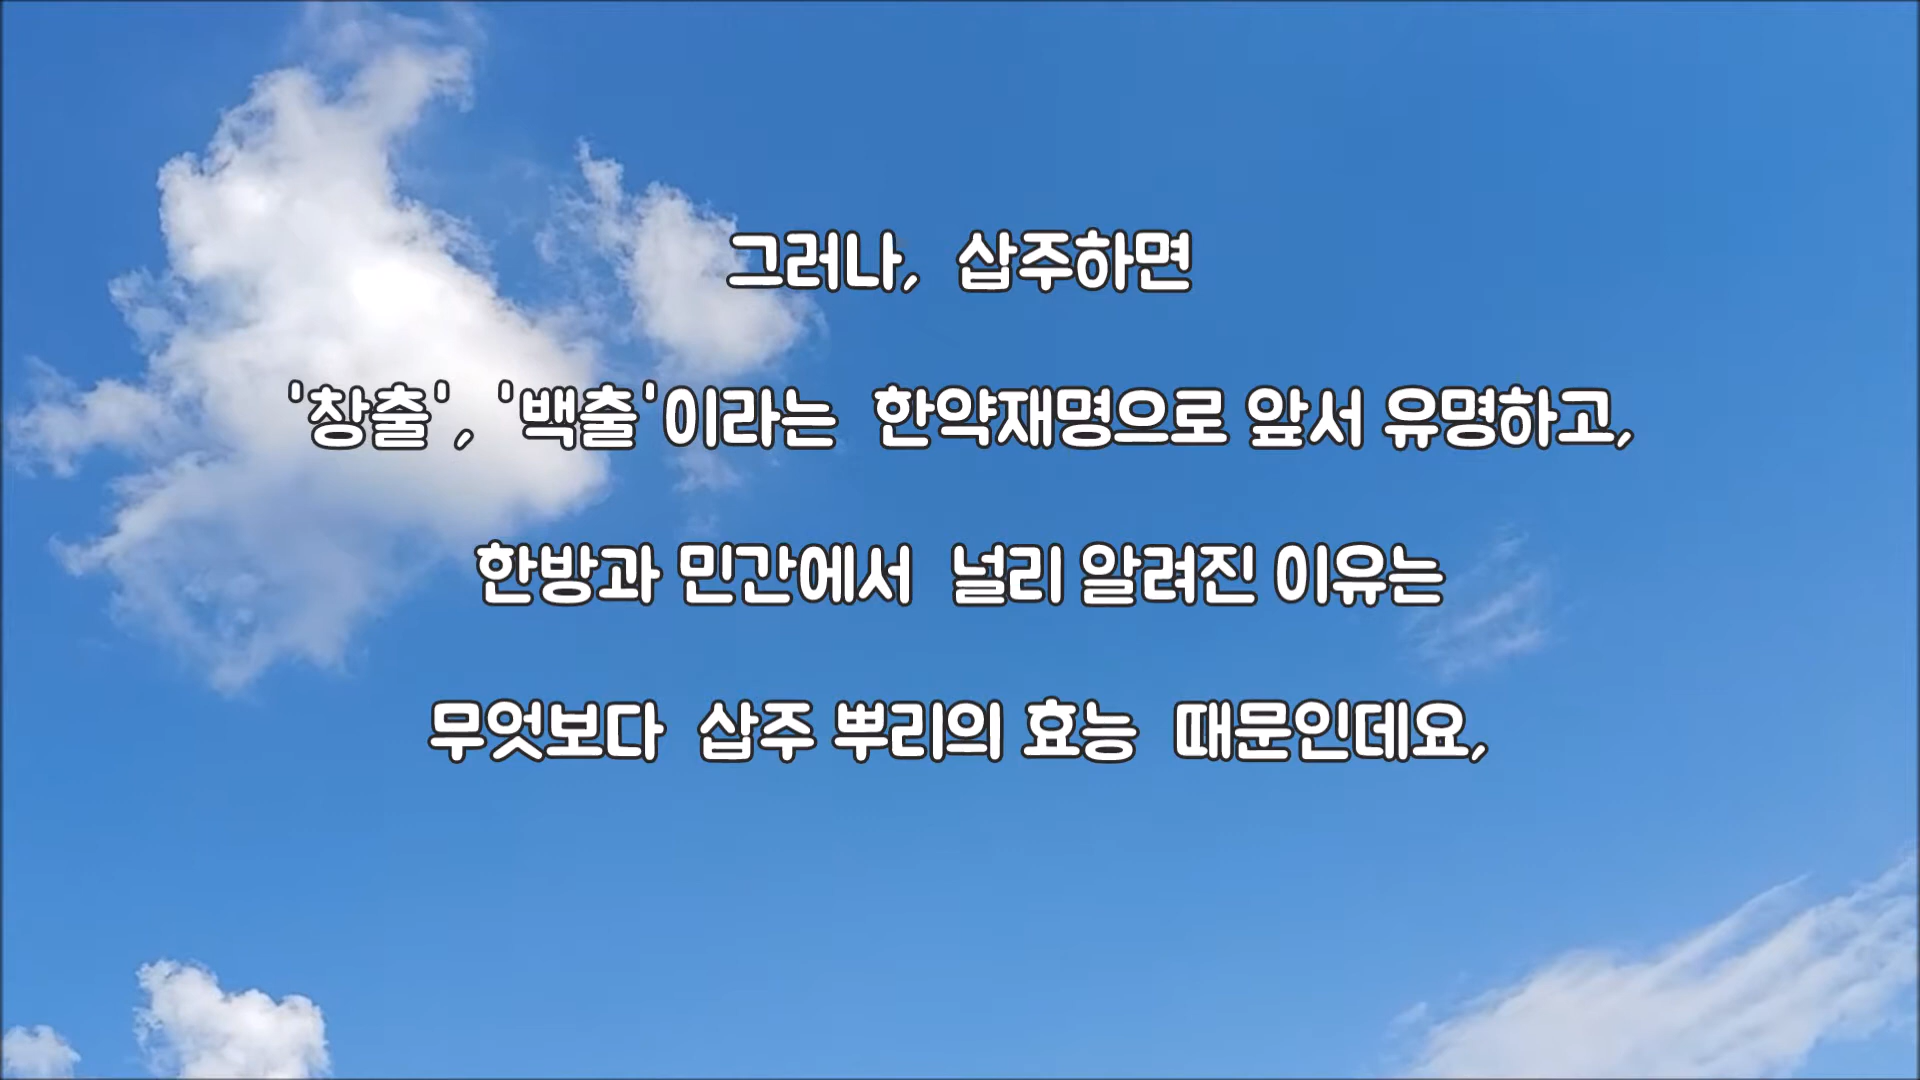 그러나, 삽주하면
'창출', '백출'이라는 한약재명으로 앞서 유명하고,
한방과 민간에서 널리 알려진 이유는
무엇보다 삽주 뿌리의 효능 때문인데요,